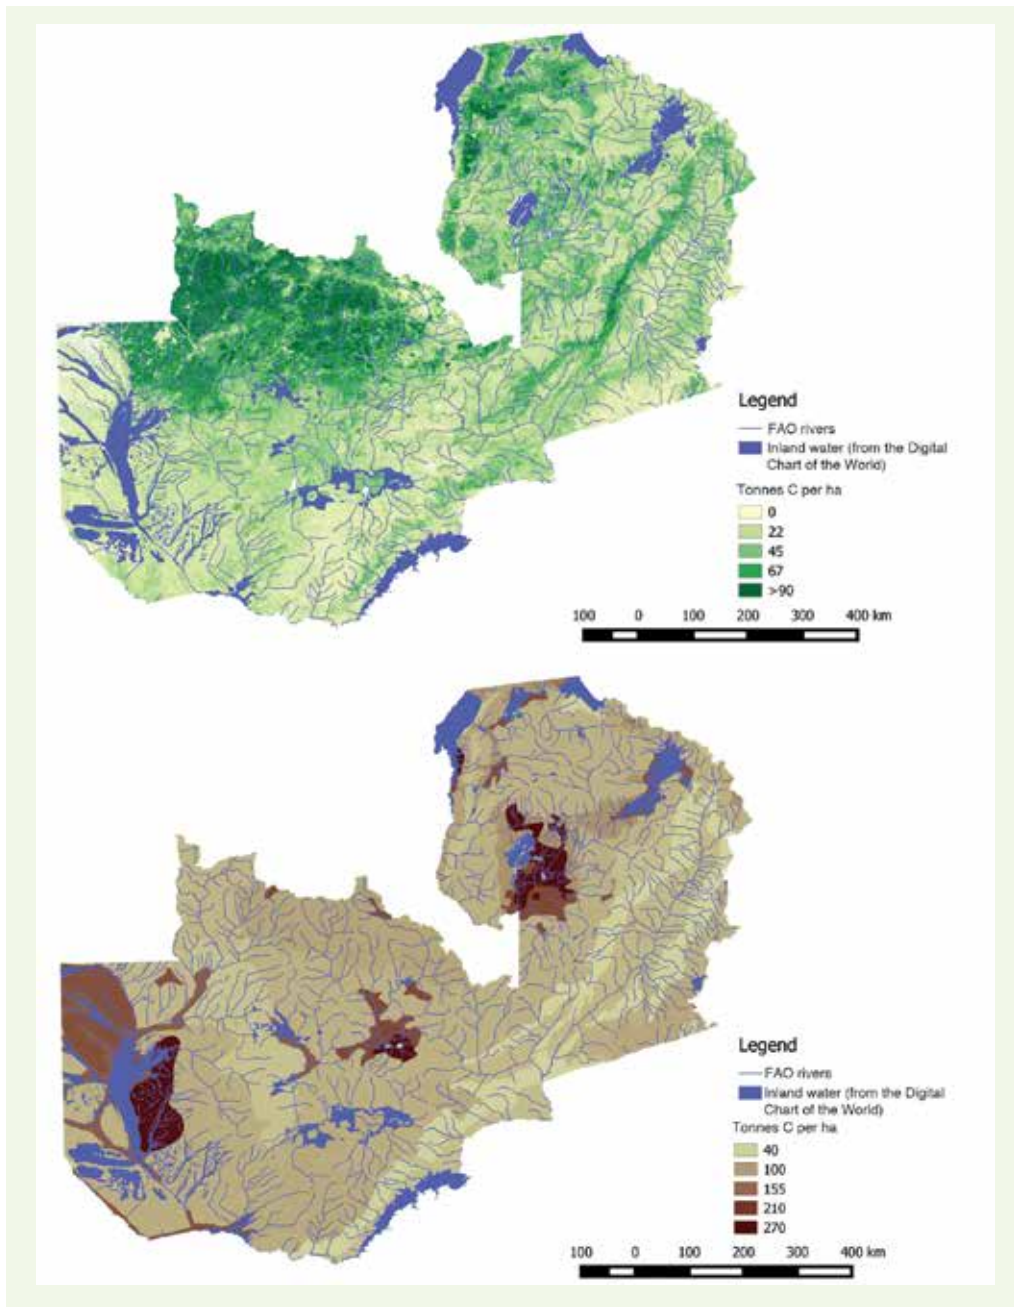 Legend
FAO rivers
Inland water (from the Digital
Chart of the World)
Tonnes C per ha
0
22
45
67
>90
100 0 100 200 300 400 km
Legend
FAO rivers
Inland water (from the Digital
Chart of the World)
Tonnes C per ha
40
100
155
210
270
100 0 100 200 300 400 km